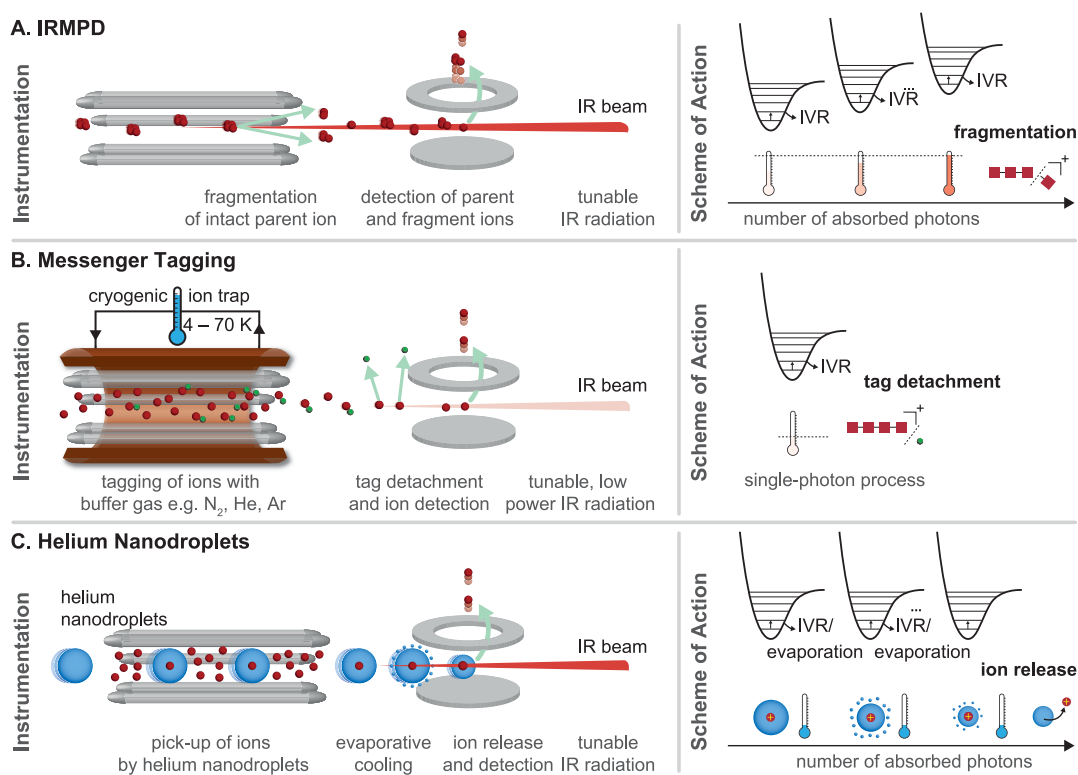 A. IRMPD
Instrumentation
IR beam
fragmentation
of intact parent ion
detection of parent
and fragment ions
tunable
IR radiation
Scheme of Action
IVR
IVR
...
IVR
fragmentation
+
number of absorbed photons
B. Messenger Tagging
Instrumentation
cryogenic ion trap
4 – 70 K
IR beam
tagging of ions with
buffer gas e.g. N₂, He, Ar
tag detachment
and ion detection
tunable, low
power IR radiation
Scheme of Action
IVR
tag detachment
+
single-photon process
C. Helium Nanodroplets
Instrumentation
helium
nanodroplets
IR beam
pick-up of ions
by helium nanodroplets
evaporative
cooling
ion release
and detection
tunable
IR radiation
Scheme of Action
IVR/
evaporation
...
IVR/
evaporation
ion release
+
+
+
+
number of absorbed photons